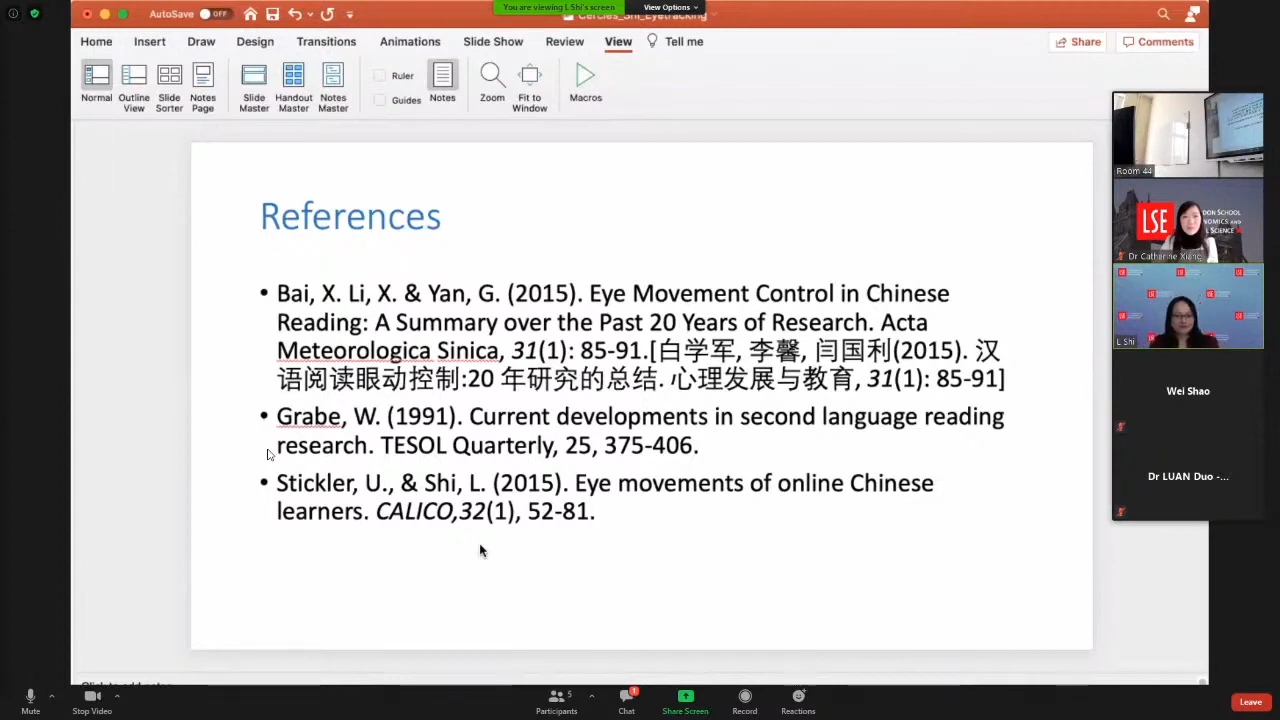 AutoSave OFF
You are viewing L Shi's screen
View Options
Cercles_Shi_Eyetracking
Home Insert Draw Design Transitions Animations Slide Show Review View Tell me
Share Comments
Normal
Outline View
Slide Sorter
Notes Page
Slide Master
Handout Master
Notes Master
Ruler
Guides
Notes
Zoom
Fit to Window
Macros
References
• Bai, X. Li, X. & Yan, G. (2015). Eye Movement Control in Chinese
Reading: A Summary over the Past 20 Years of Research. Acta
Meteorologica Sinica, 31(1): 85-91.[白学军, 李馨, 闫国利(2015). 汉
语阅读眼动控制:20 年研究的总结. 心理发展与教育, 31(1): 85-91]
• Grabe, W. (1991). Current developments in second language reading
research. TESOL Quarterly, 25, 375-406.
• Stickler, U., & Shi, L. (2015). Eye movements of online Chinese
learners. CALICO,32(1), 52-81.
Room 44
LSE
Dr Catherine Xiang
L Shi
Wei Shao
Dr LUAN Duo -...
Click to add notes
Mute
Stop Video
5
Participants
1
Chat
Share Screen
Record
Reactions
Leave